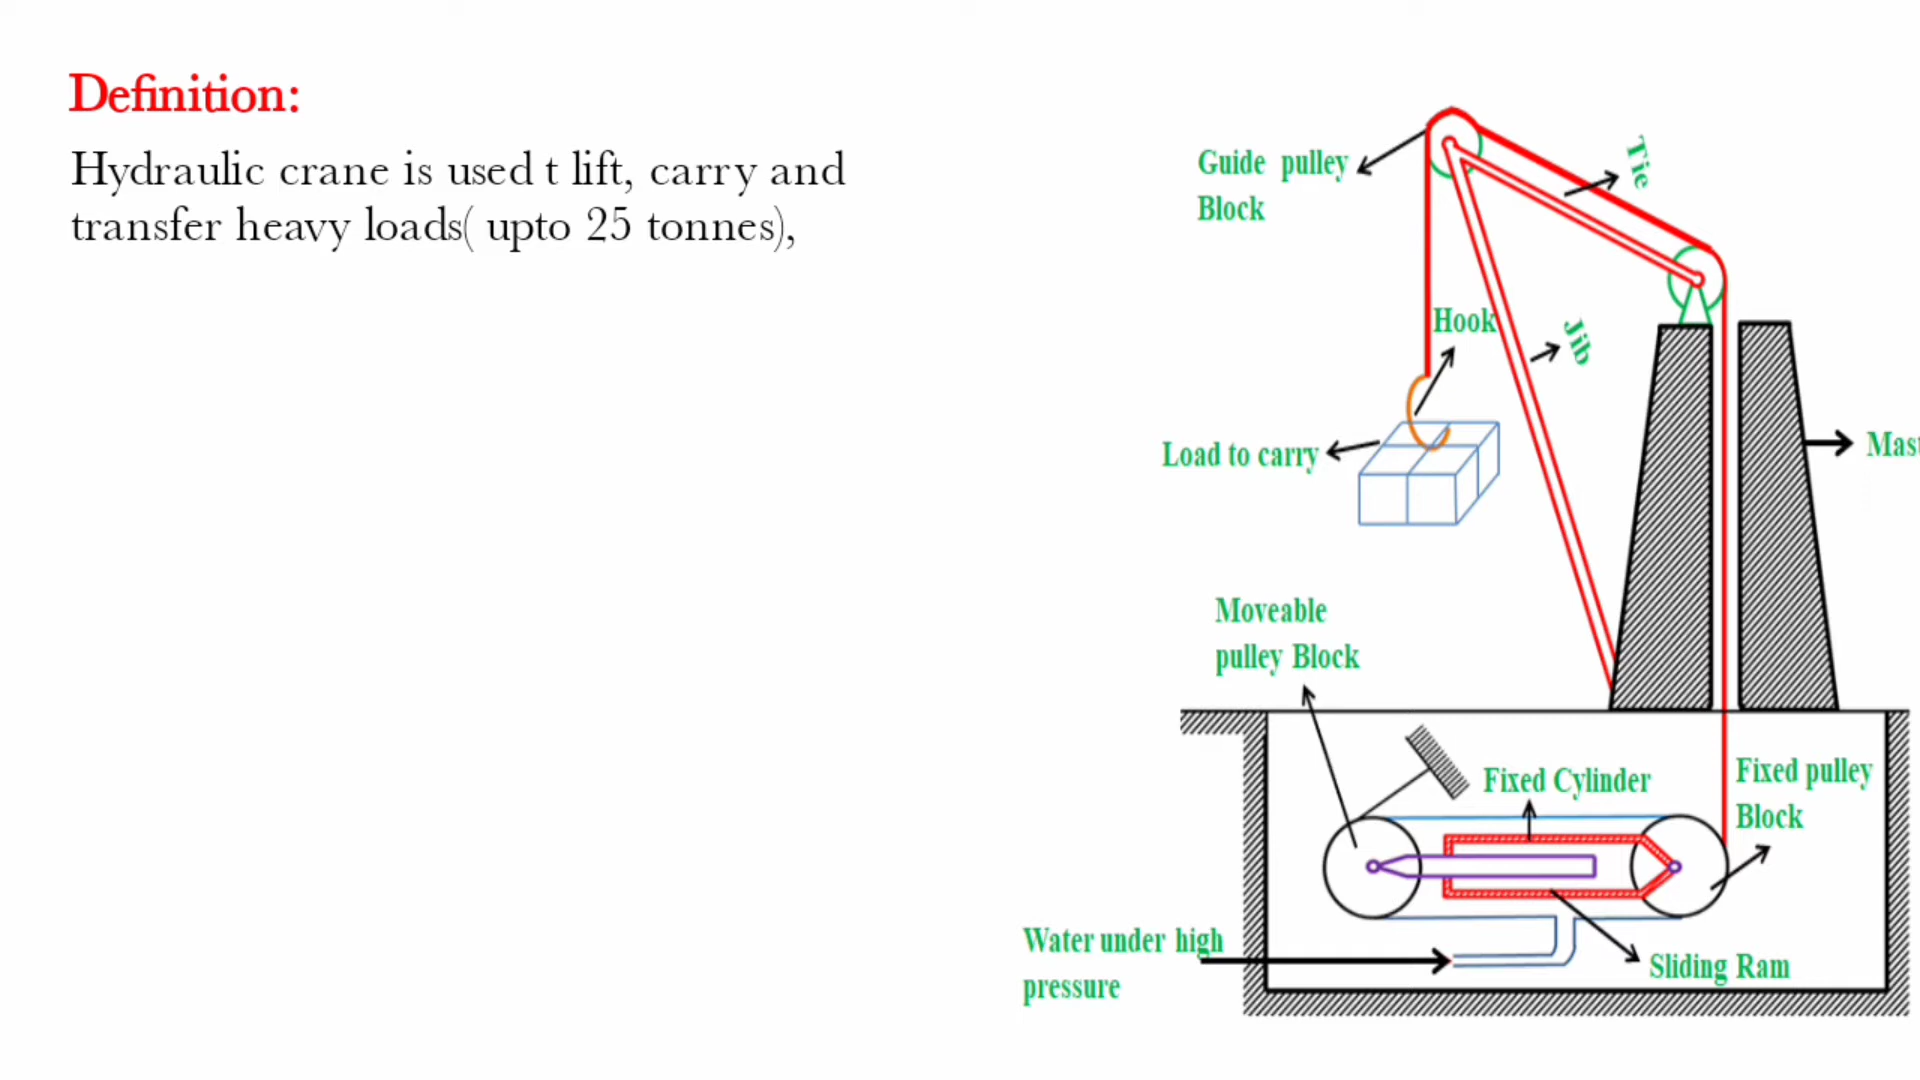 Definition:
Hydraulic crane is used t lift, carry and
transfer heavy loads( upto 25 tonnes),
Guide pulley
Block
Tie
Hook
Jib
Load to carry
Mast
Moveable
pulley Block
Fixed Cylinder
Fixed pulley
Block
Water under high
pressure
Sliding Ram